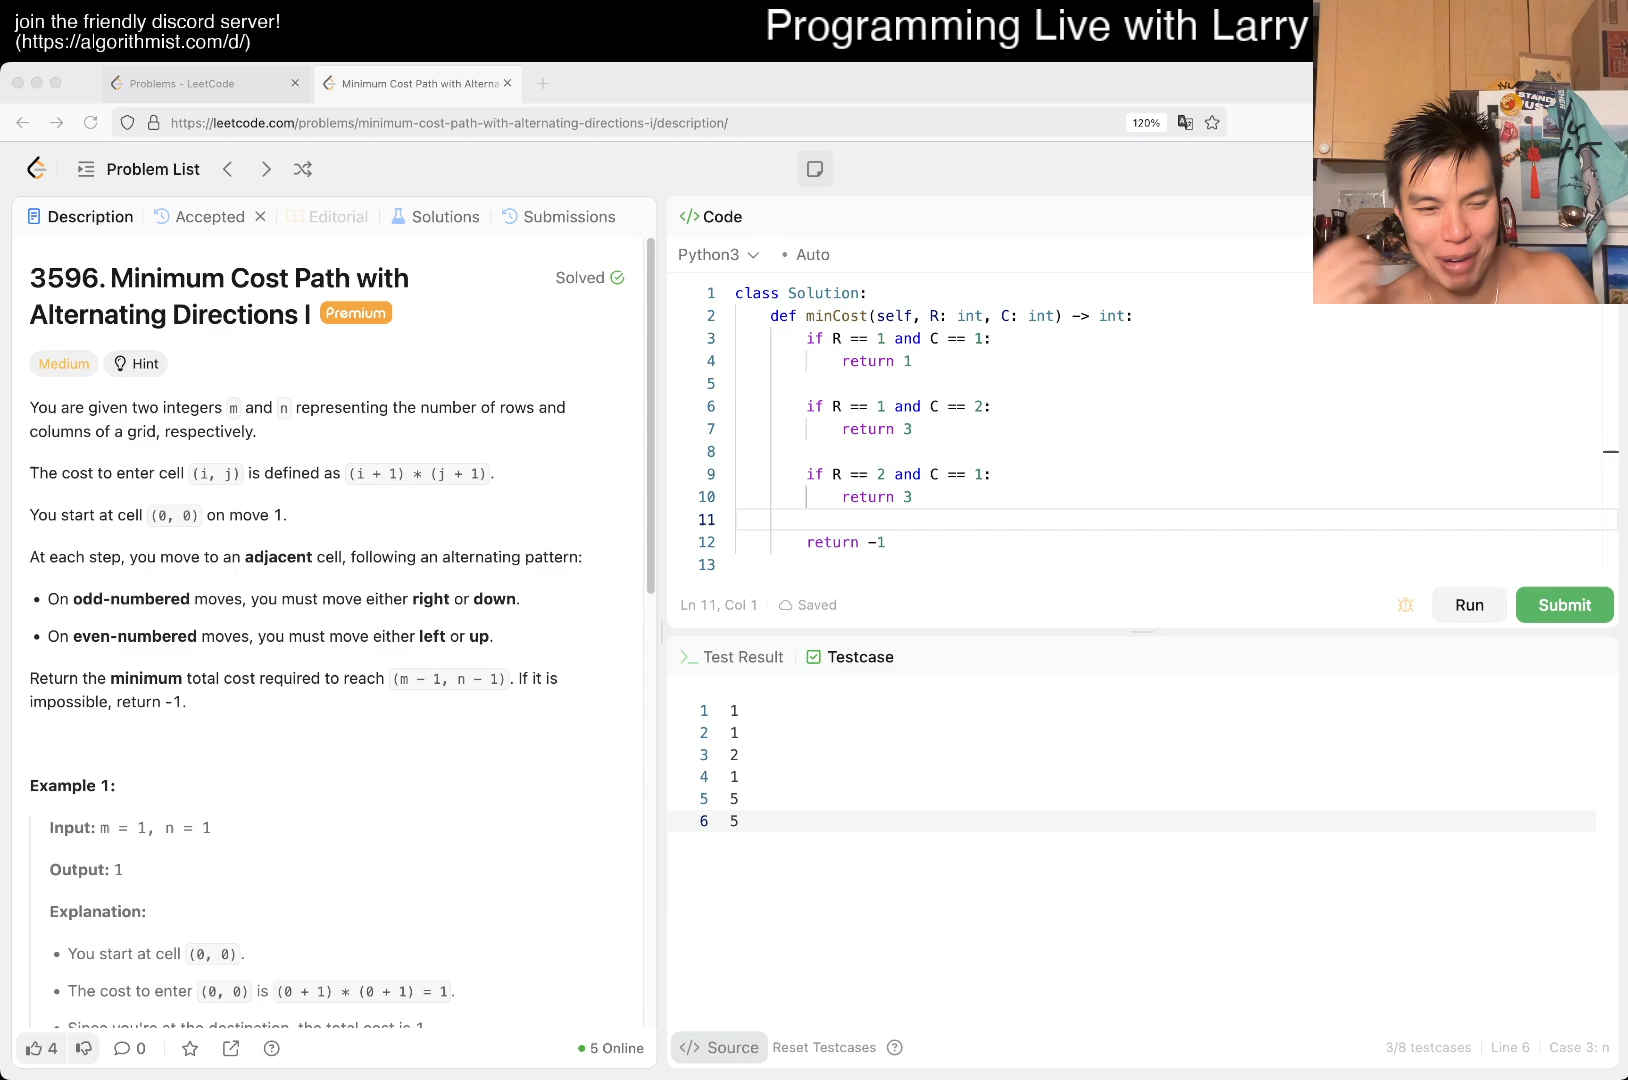 join the friendly discord server!
(https://algorithmist.com/d/)
Programming Live with Larry
Problems - LeetCode
Minimum Cost Path with Alterna
https://leetcode.com/problems/minimum-cost-path-with-alternating-directions-i/description/
120%
Problem List
Description
Accepted
Editorial
Solutions
Submissions
3596. Minimum Cost Path with
Alternating Directions I
Premium
Solved
Medium
Hint
You are given two integers m and n representing the number of rows and
columns of a grid, respectively.
The cost to enter cell (i, j) is defined as (i + 1) * (j + 1).
You start at cell (0, 0) on move 1.
At each step, you move to an adjacent cell, following an alternating pattern:
• On odd-numbered moves, you must move either right or down.
• On even-numbered moves, you must move either left or up.
Return the minimum total cost required to reach (m - 1, n - 1). If it is
impossible, return -1.
Example 1:
Input: m = 1, n = 1
Output: 1
Explanation:
• You start at cell (0, 0).
• The cost to enter (0, 0) is (0 + 1) * (0 + 1) = 1.
• Since you're at the destination, the total cost is 1.
4
0
5 Online
</> Code
Python3
• Auto
1 class Solution:
2 def minCost(self, R: int, C: int) -> int:
3 if R == 1 and C == 1:
4 return 1
5
6 if R == 1 and C == 2:
7 return 3
8
9 if R == 2 and C == 1:
10 return 3
11
12 return -1
13
Ln 11, Col 1
Saved
Run
Submit
Test Result
Testcase
1 1
2 1
3 2
4 1
5 5
6 5
</> Source
Reset Testcases
3/8 testcases
Line 6
Case 3: n
STAND